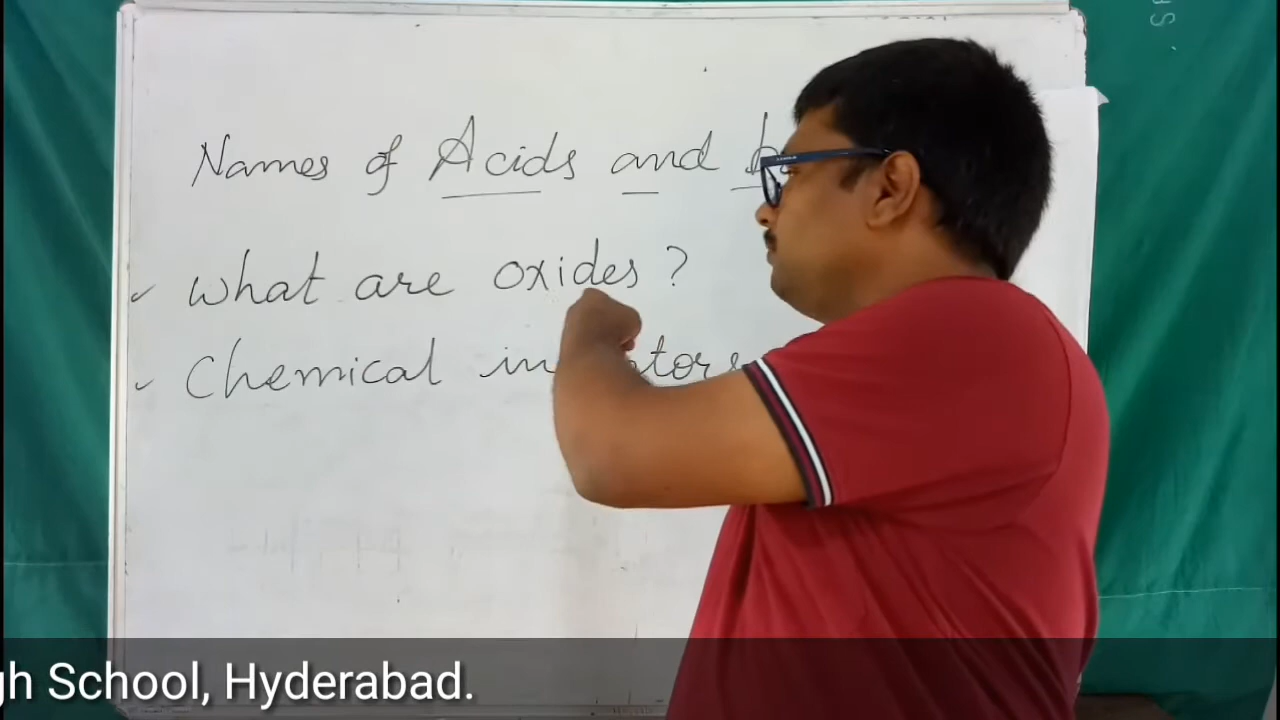 Names of Acids and
What are oxides ?
Chemical
gh School, Hyderabad.